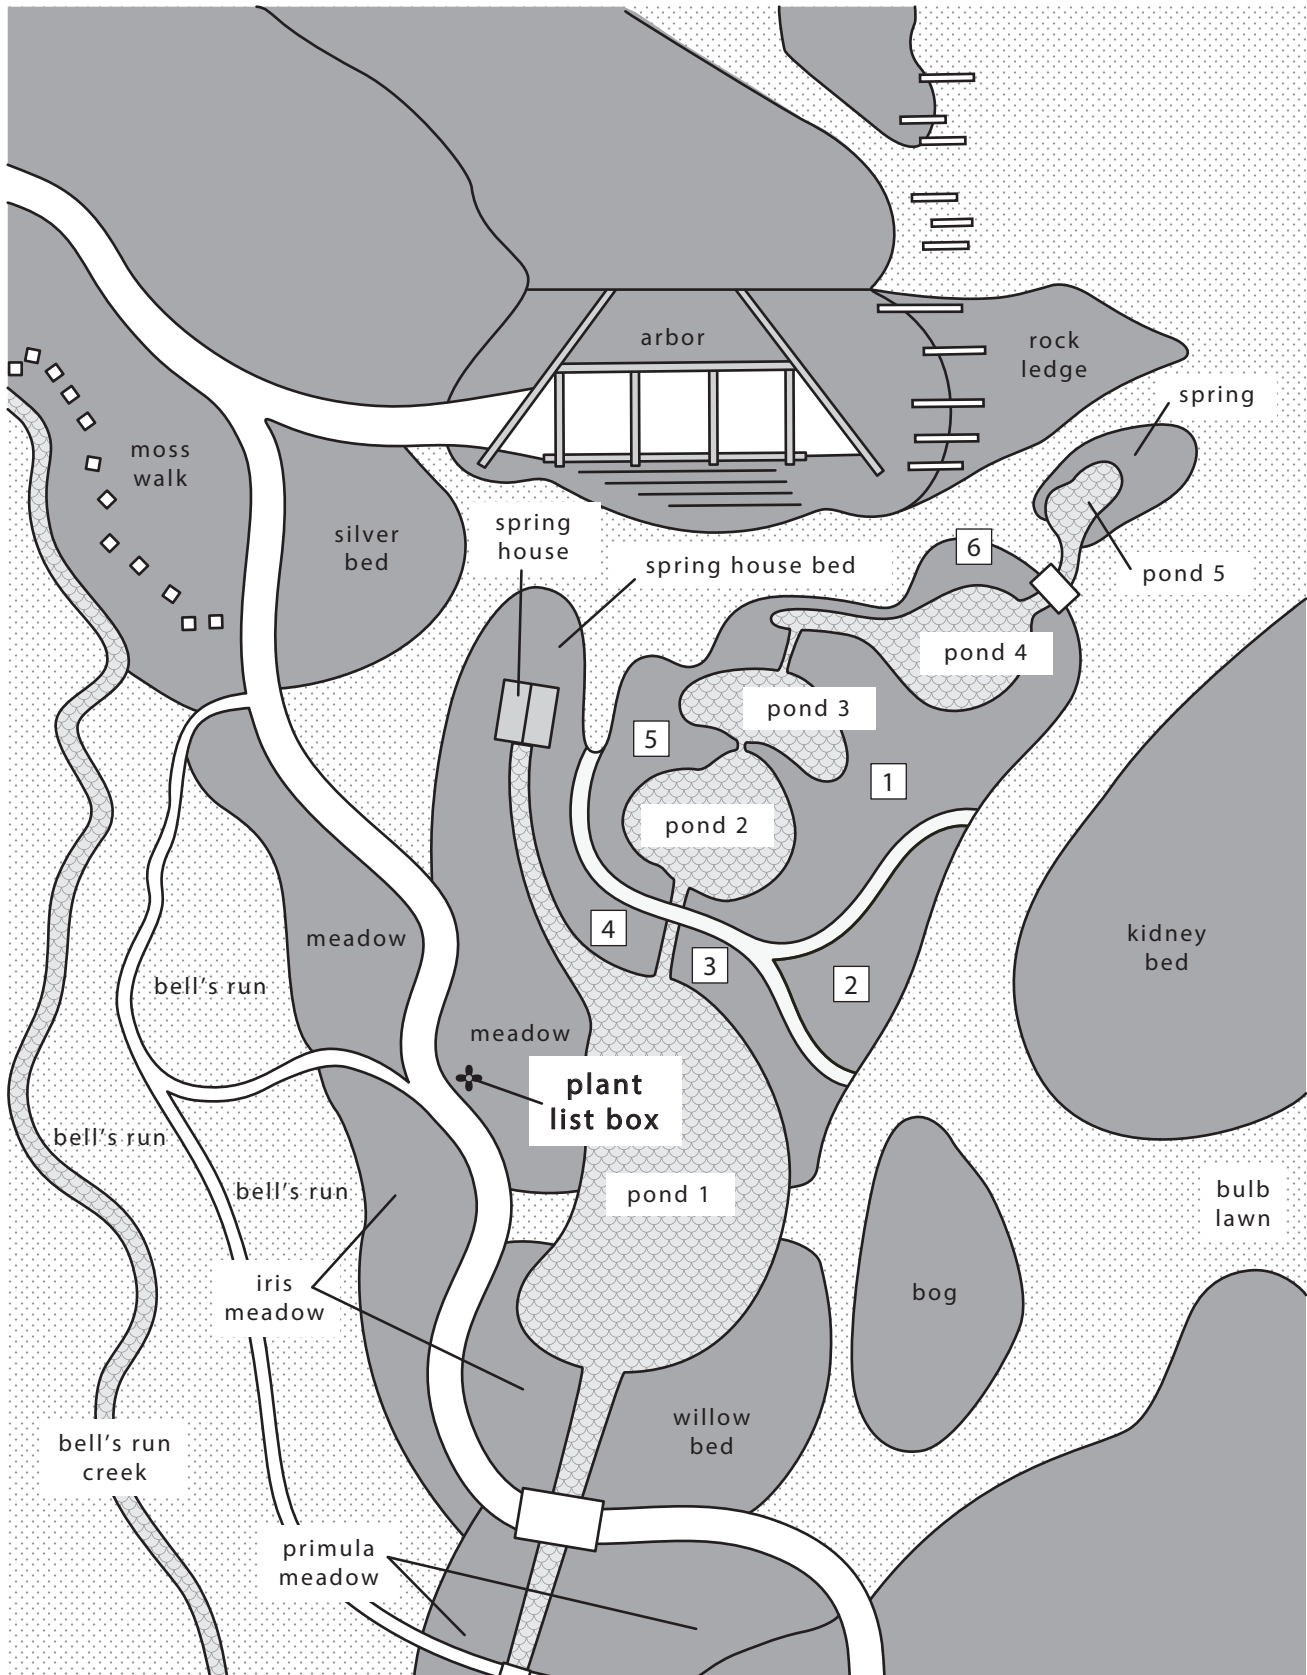 arbor
rock
ledge
spring
moss
walk
silver
bed
spring
house
spring house bed
6
pond 5
pond 4
pond 3
5
1
pond 2
4
3
2
kidney
bed
meadow
bell's run
meadow
plant
list box
bell's run
bell's run
pond 1
bulb
lawn
iris
meadow
bog
willow
bed
bell's run
creek
primula
meadow